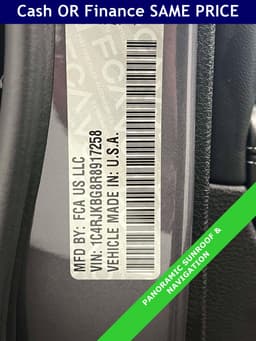 Cash OR Finance SAME PRICE
MFD BY: FCA US LLC
VIN: 1C4RJKBG8R8917258
VEHICLE MADE IN: U.S.A.
PANORAMIC SUNROOF &
NAVIGATION